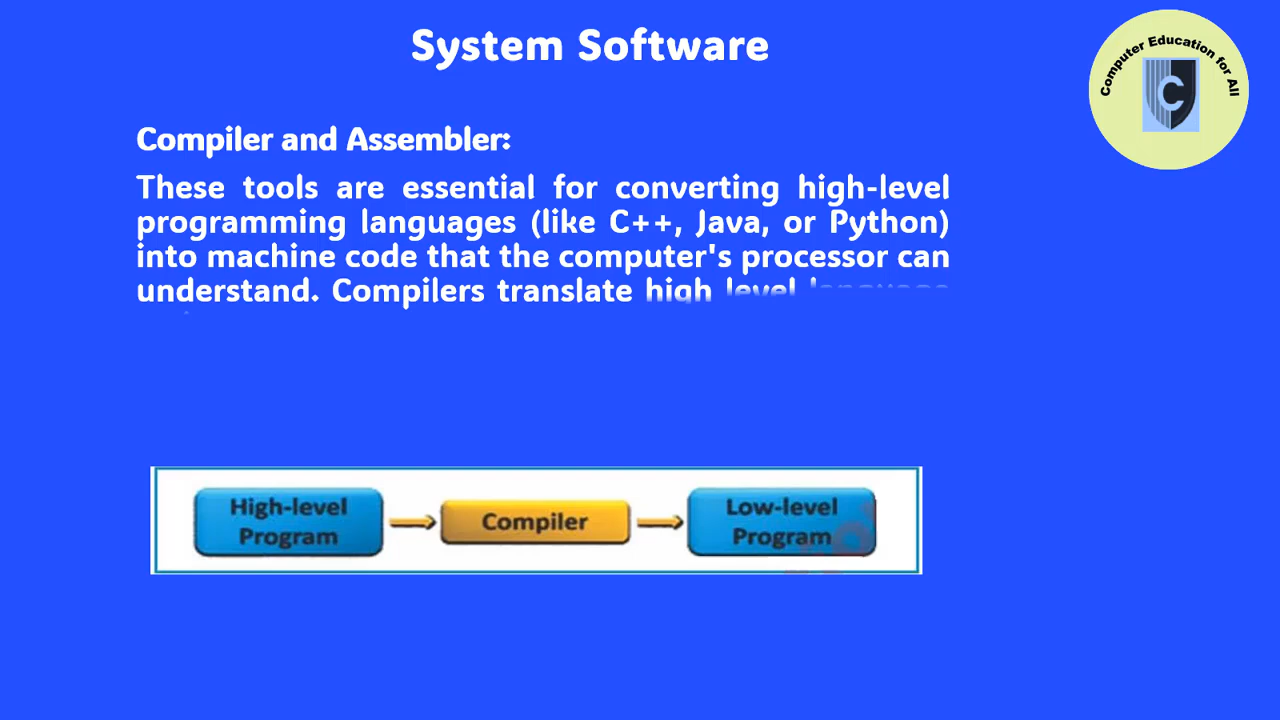 System Software
Computer Education for All
C
Compiler and Assembler:
These tools are essential for converting high-level
programming languages (like C++, Java, or Python)
into machine code that the computer's processor can
understand. Compilers translate high level
High-level
Program
Compiler
Low-level
Program